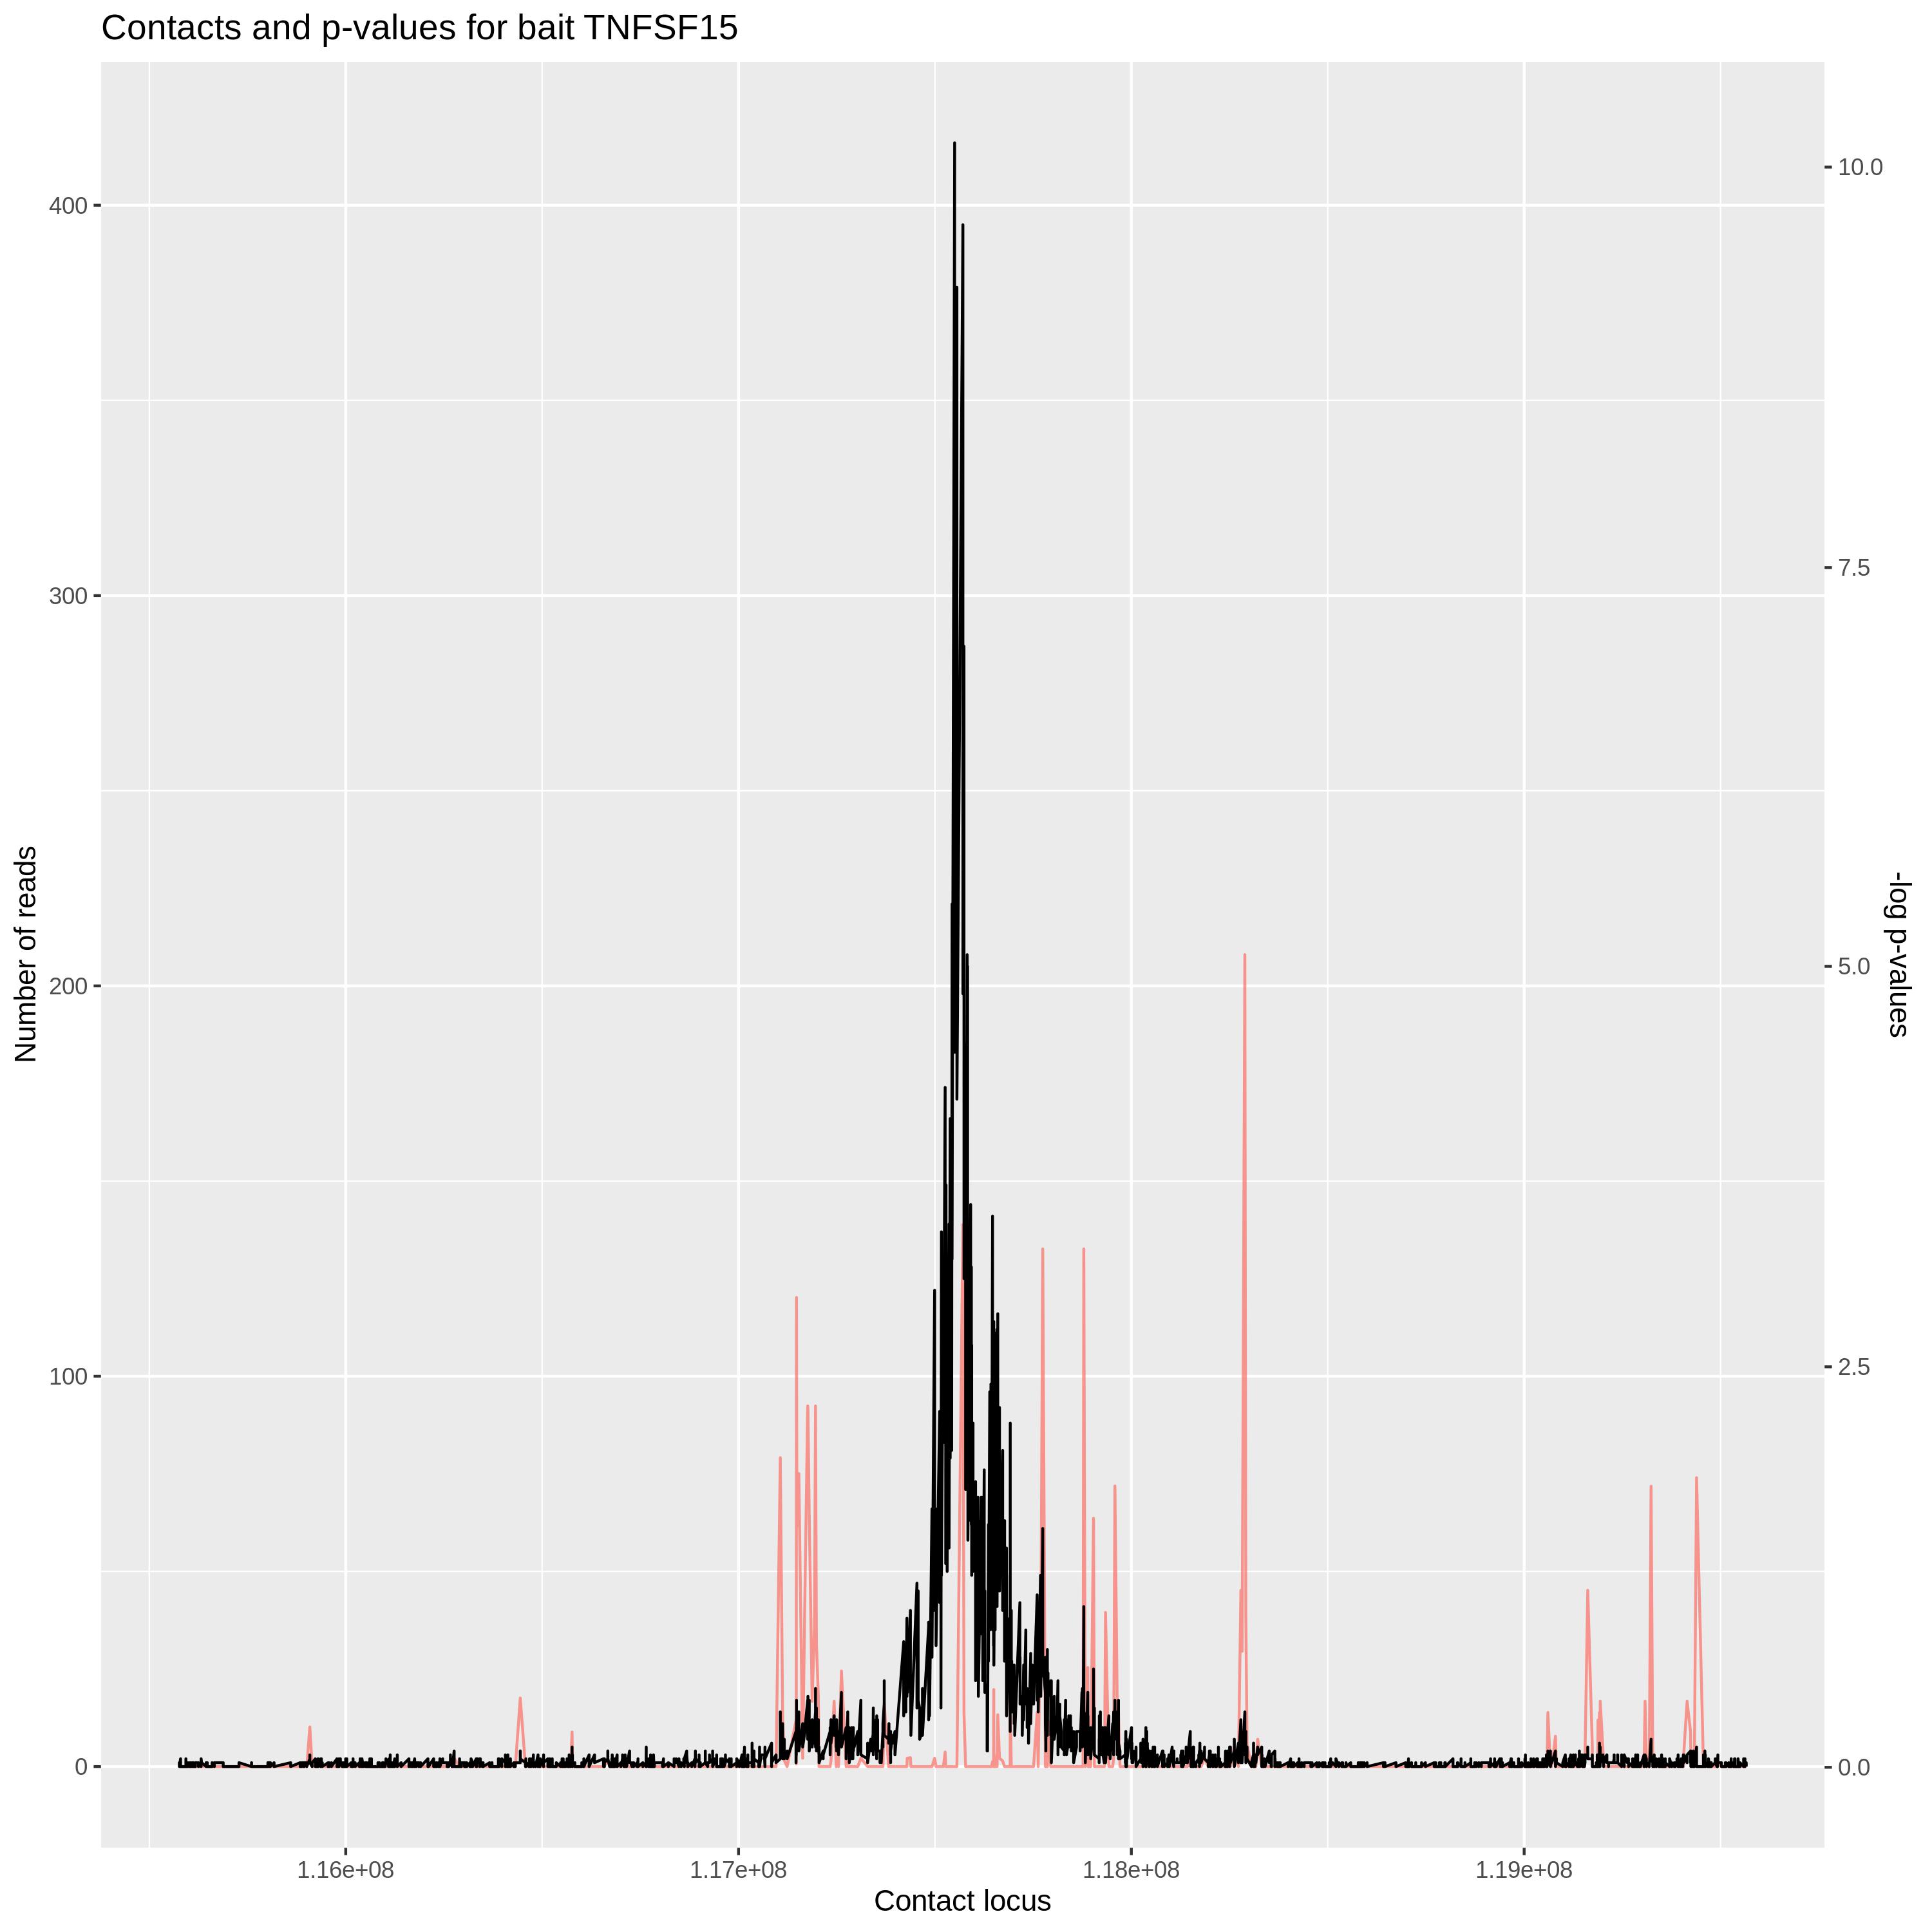 Contacts and p-values for bait TNFSF15
Number of reads
400
300
200
100
0
10.0
7.5
5.0
2.5
0.0
-log p-values
1.16e+08
1.17e+08
1.18e+08
1.19e+08
Contact locus